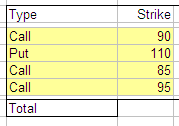 Type Strike
Call 90
Put 110
Call 85
Call 95
Total